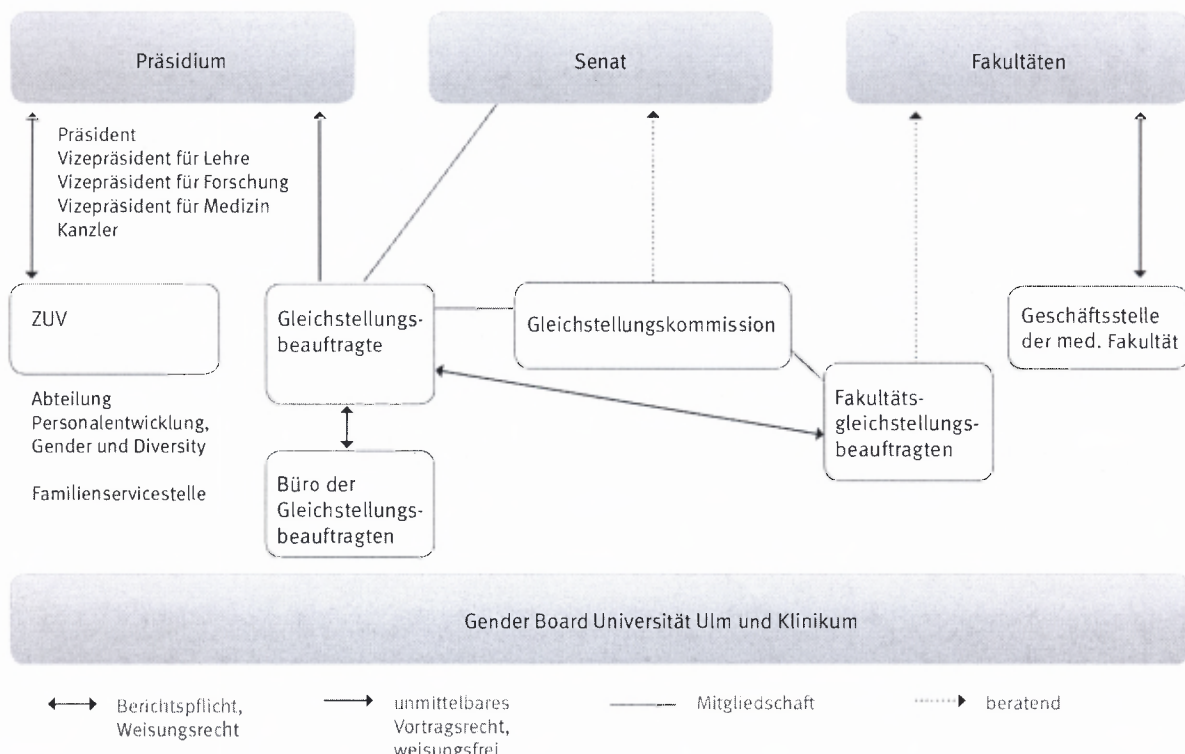 Präsidium
Senat
Fakultäten
Präsident
Vizepräsident für Lehre
Vizepräsident für Forschung
Vizepräsident für Medizin
Kanzler
ZUV
Gleichstellungs-
beauftragte
Gleichstellungskommission
Geschäftsstelle
der med. Fakultät
Abteilung
Personalentwicklung,
Gender und Diversity
Familienservicestelle
Fakultäts-
gleichstellungs-
beauftragten
Büro der
Gleichstellungs-
beauftragten
Gender Board Universität Ulm und Klinikum
Berichtspflicht,
Weisungsrecht
unmittelbares
Vortragsrecht,
weisungsfrei
Mitgliedschaft
beratend